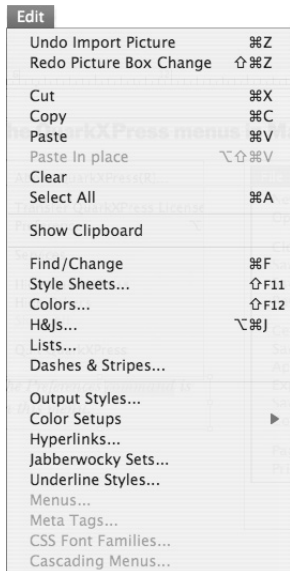 Edit
Undo Import Picture ⌘Z
Redo Picture Box Change ⇧⌘Z
Cut ⌘X
Copy ⌘C
Paste ⌘V
Paste In place ⌥⇧⌘V
Clear
Select All ⌘A
Show Clipboard
Find/Change ⌘F
Style Sheets... ⇧F11
Colors... ⇧F12
H&Js... ⌥⌘J
Lists...
Dashes & Stripes...
Output Styles...
Color Setups ▶
Hyperlinks...
Jabberwocky Sets...
Underline Styles...
Menus...
Meta Tags...
CSS Font Families...
Cascading Menus...